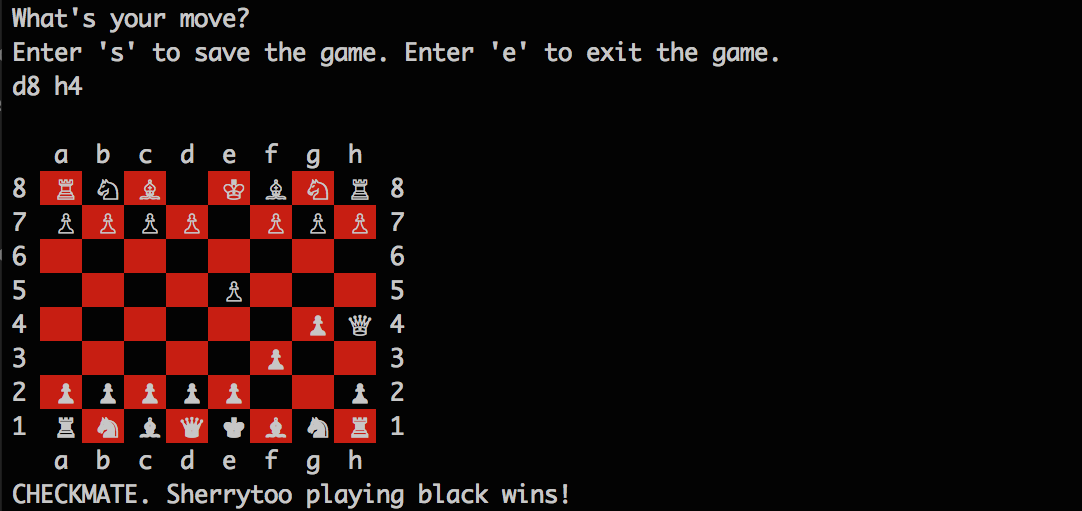 What's your move?
Enter 's' to save the game. Enter 'e' to exit the game.
d8 h4
a b c d e f g h
8 ♖ ♘ ♗ ♔ ♗ ♘ ♖ 8
7 ♙ ♙ ♙ ♙ ♙ ♙ ♙ 7
6 6
5 ♙ 5
4 ♟ ♕ 4
3 ♟ 3
2 ♟ ♟ ♟ ♟ ♟ ♟ 2
1 ♜ ♞ ♝ ♛ ♚ ♝ ♞ ♜ 1
a b c d e f g h
CHECKMATE. Sherrytoo playing black wins!